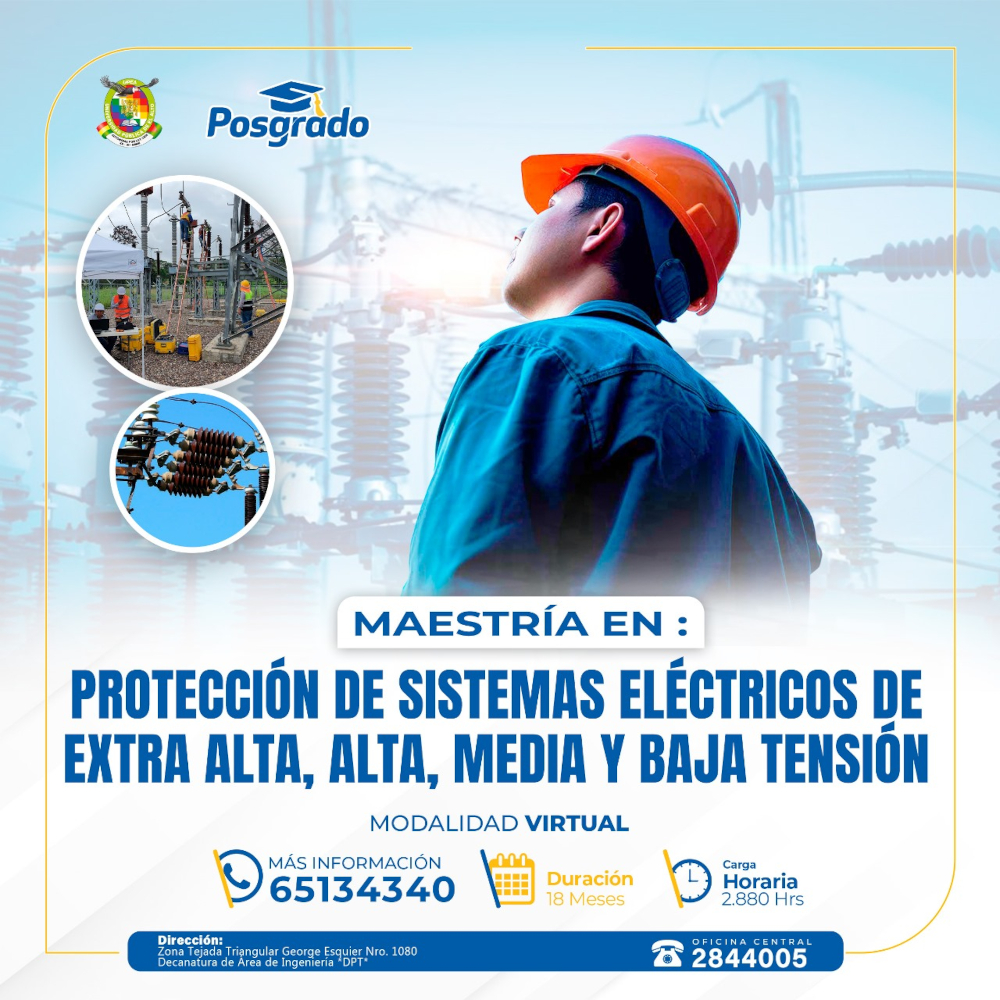 Posgrado
MAESTRÍA EN :
PROTECCIÓN DE SISTEMAS ELÉCTRICOS DE
EXTRA ALTA, ALTA, MEDIA Y BAJA TENSIÓN
MODALIDAD VIRTUAL
MÁS INFORMACIÓN
65134340
Duración
18 Meses
Carga
Horaria
2.880 Hrs
Dirección:
Zona Tejada Triangular George Esquier Nro. 1080
Decanatura de Área de Ingeniería "DPT"
OFICINA CENTRAL
2844005